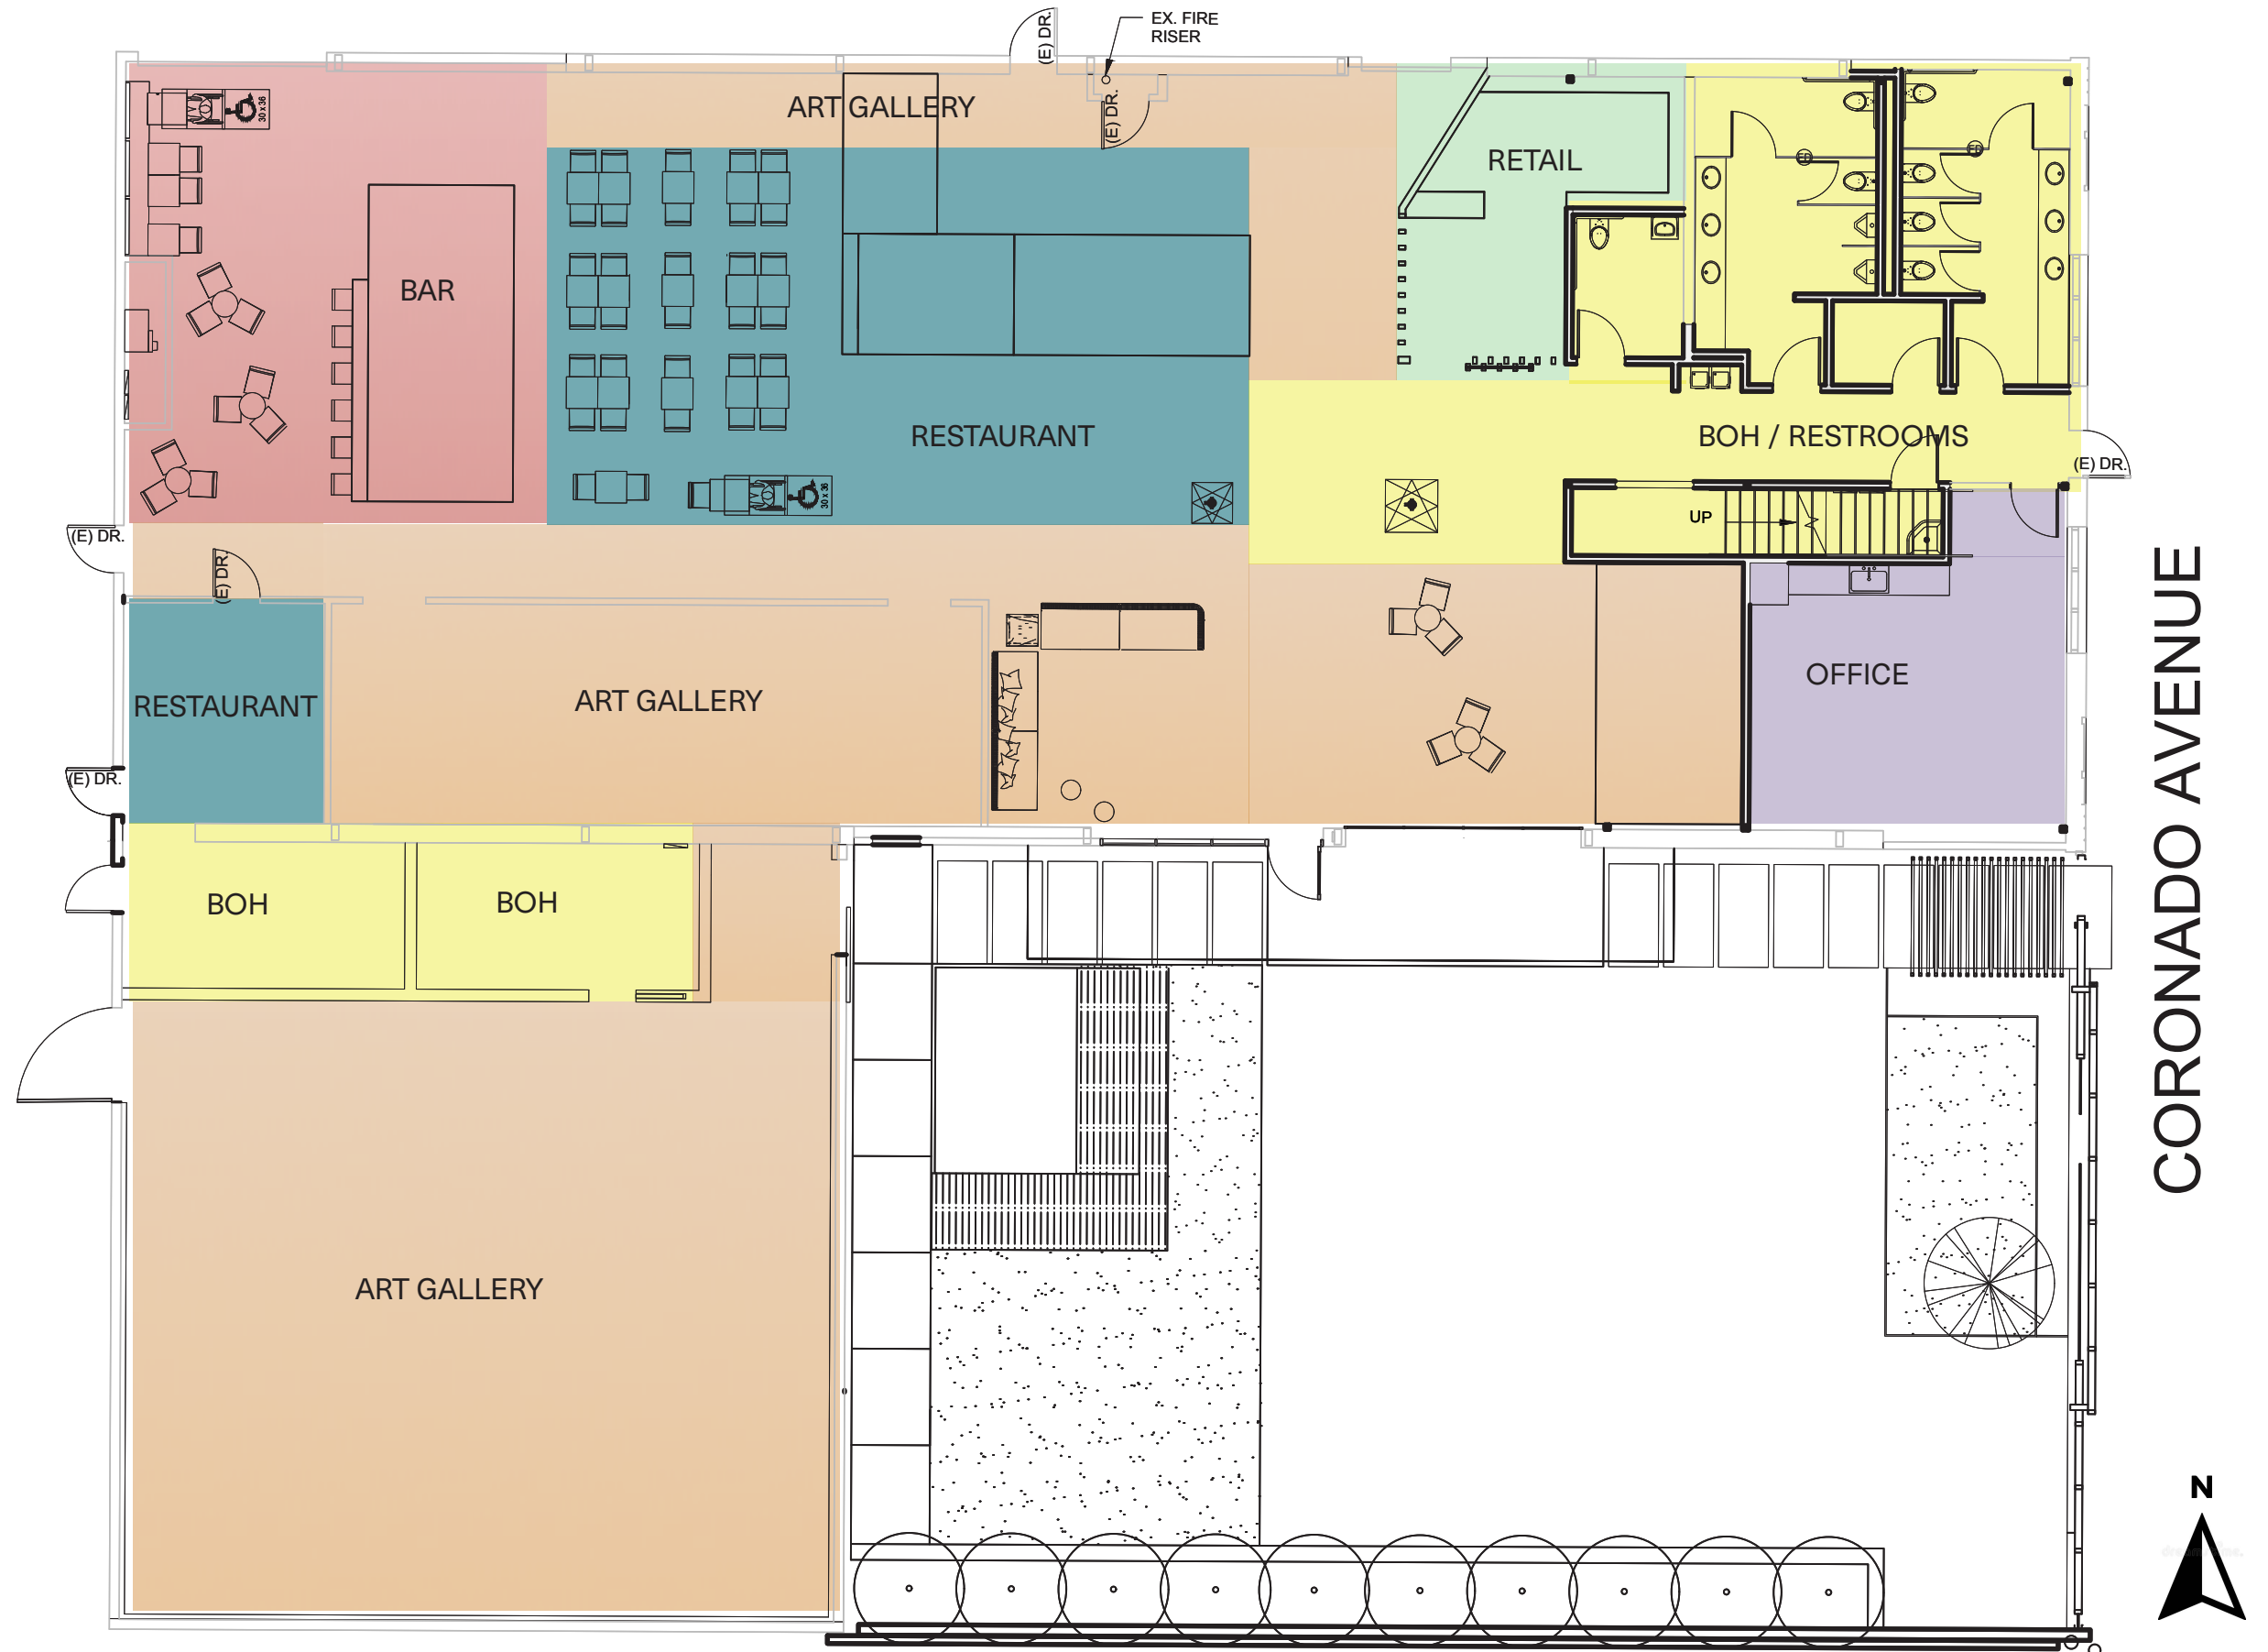 (E) DR.
EX. FIRE
RISER
ART GALLERY
(E) DR.
30 x 36
RETAIL
BAR
RESTAURANT
BOH / RESTROOMS
(E) DR.
30 x 36
UP
(E) DR.
(E) DR.
OFFICE
RESTAURANT
ART GALLERY
(E) DR.
BOH
BOH
CORONADO AVENUE
ART GALLERY
N